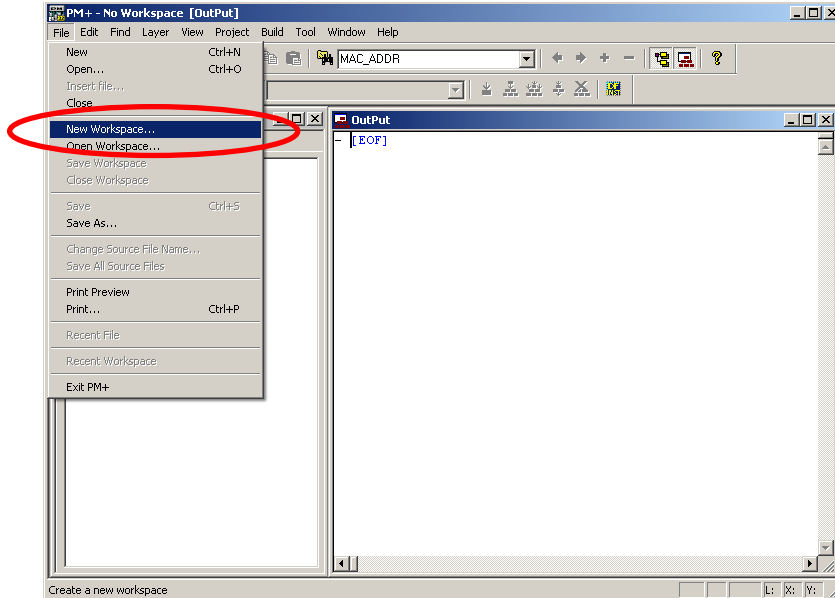 PM+ - No Workspace [OutPut]
File Edit Find Layer View Project Build Tool Window Help
MAC_ADDR
New Ctrl+N
Open... Ctrl+O
Insert file...
Close
New Workspace...
Open Workspace...
Save Workspace
Close Workspace
Save Ctrl+S
Save As...
Change Source File Name...
Save All Source Files
Print Preview
Print... Ctrl+P
Recent File
Recent Workspace
Exit PM+
OutPut
[EOF]
Create a new workspace L: X: Y: